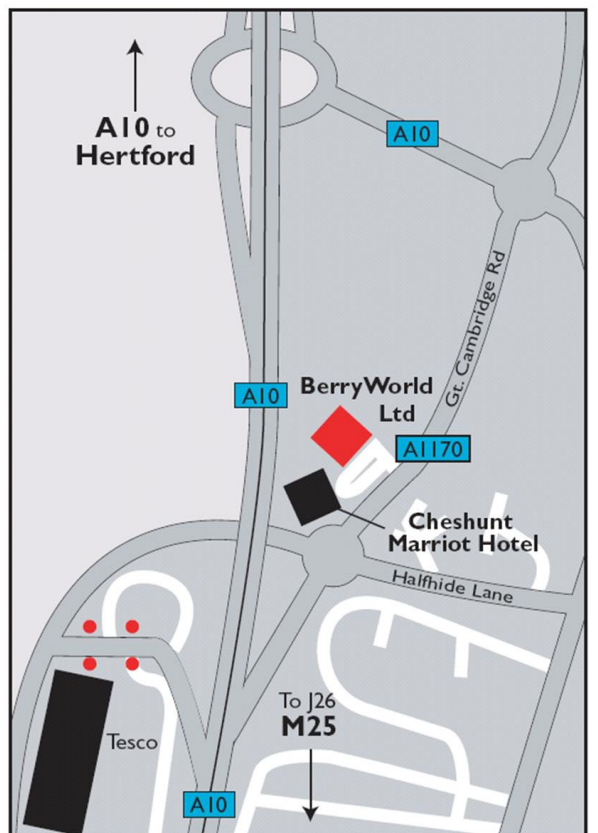 A10 to
Hertford
A10
Gt. Cambridge Rd
A10
BerryWorld
Ltd
A1170
Cheshunt
Marriot Hotel
Halfhide Lane
To J26
M25
Tesco
A10